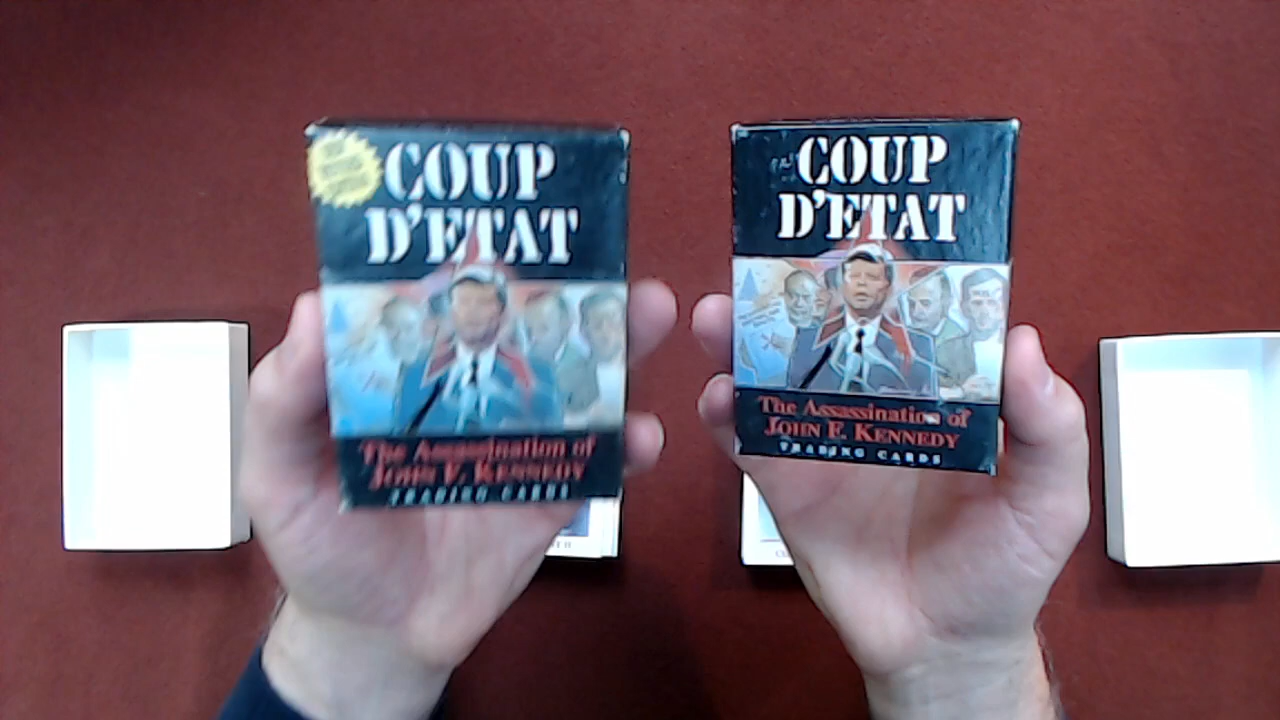 COUP
D'ETAT
The Assassination of
JOHN F. KENNEDY
TRADING CARDS
COUP
D'ETAT
The Assassination of
JOHN F. KENNEDY
TRADING CARDS